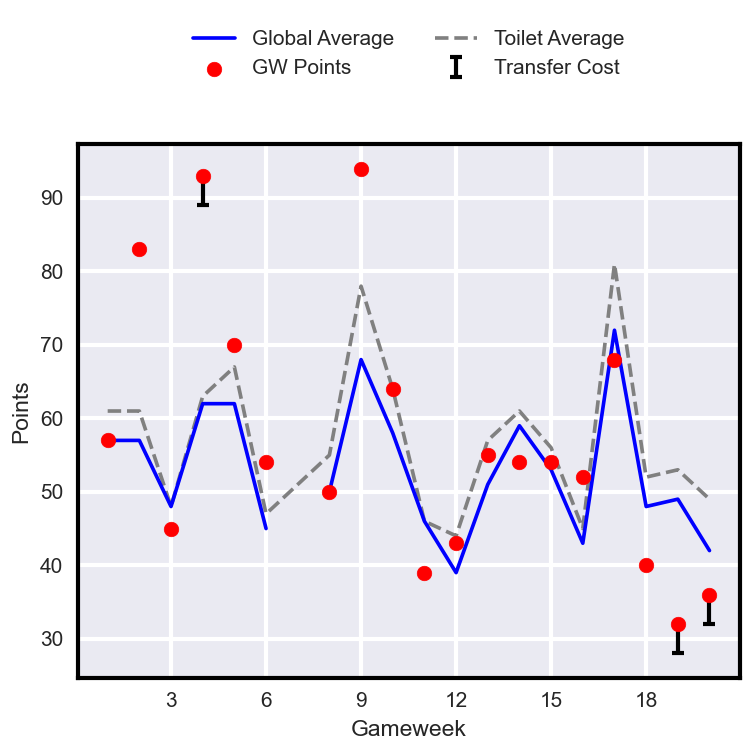 Global Average
Toilet Average
GW Points
Transfer Cost
90
80
70
60
50
40
30
Points
3 6 9 12 15 18
Gameweek